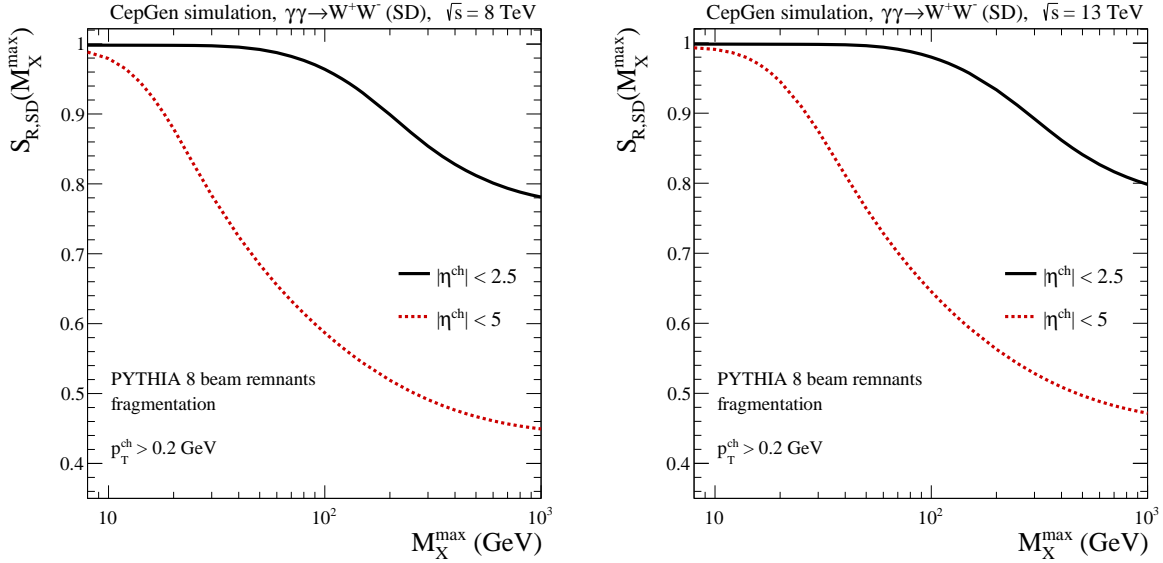 CepGen simulation, γγ→W⁺W⁻ (SD), √s = 8 TeV
S_R,SD(M_X^max)
1
0.9
0.8
0.7
0.6
0.5
0.4
|η^ch| < 2.5
|η^ch| < 5
PYTHIA 8 beam remnants
fragmentation
p_T^ch > 0.2 GeV
10
10²
10³
M_X^max (GeV)
CepGen simulation, γγ→W⁺W⁻ (SD), √s = 13 TeV
S_R,SD(M_X^max)
1
0.9
0.8
0.7
0.6
0.5
0.4
|η^ch| < 2.5
|η^ch| < 5
PYTHIA 8 beam remnants
fragmentation
p_T^ch > 0.2 GeV
10
10²
10³
M_X^max (GeV)